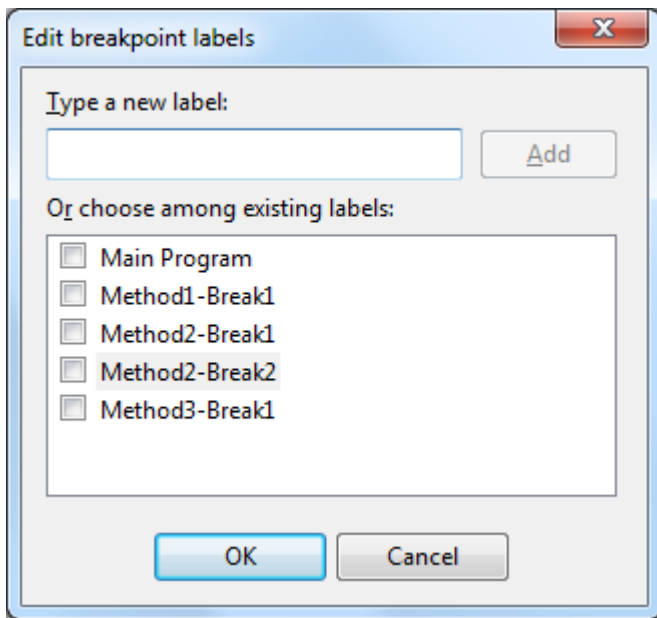 Edit breakpoint labels
Type a new label:
Add
Or choose among existing labels:
Main Program
Method1-Break1
Method2-Break1
Method2-Break2
Method3-Break1
OK Cancel